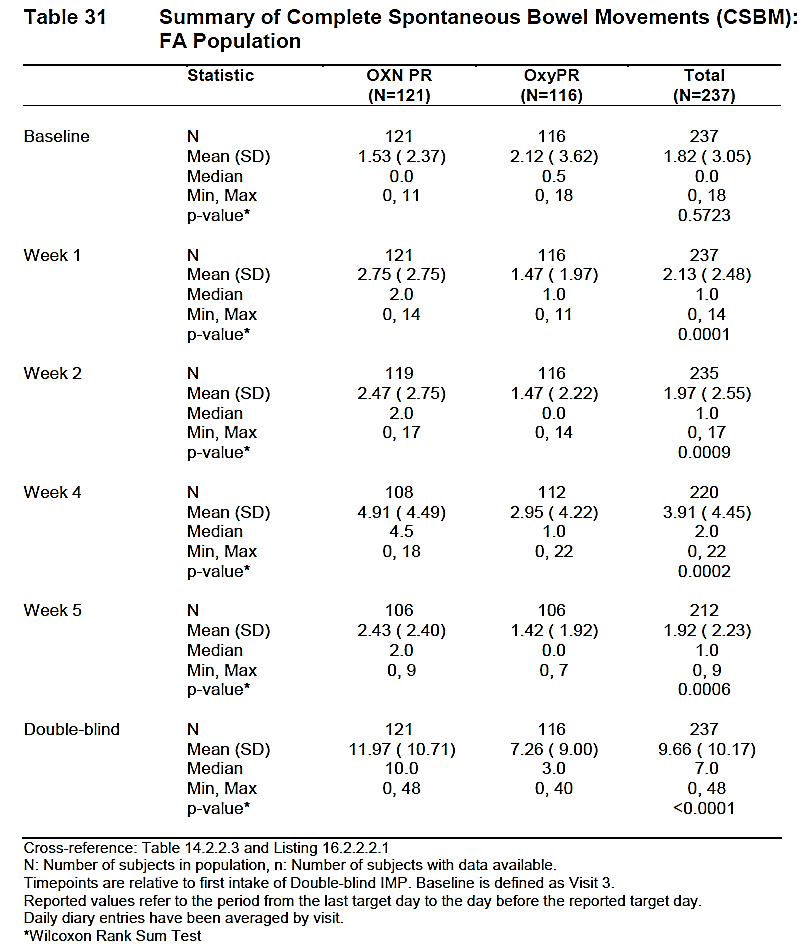 Table 31 Summary of Complete Spontaneous Bowel Movements (CSBM):
FA Population
Statistic OXN PR OxyPR Total
(N=121) (N=116) (N=237)
Baseline N 121 116 237
Mean (SD) 1.53 ( 2.37) 2.12 ( 3.62) 1.82 ( 3.05)
Median 0.0 0.5 0.0
Min, Max 0, 11 0, 18 0, 18
p-value* 0.5723
Week 1 N 121 116 237
Mean (SD) 2.75 ( 2.75) 1.47 ( 1.97) 2.13 ( 2.48)
Median 2.0 1.0 1.0
Min, Max 0, 14 0, 11 0, 14
p-value* 0.0001
Week 2 N 119 116 235
Mean (SD) 2.47 ( 2.75) 1.47 ( 2.22) 1.97 ( 2.55)
Median 2.0 0.0 1.0
Min, Max 0, 17 0, 14 0, 17
p-value* 0.0009
Week 4 N 108 112 220
Mean (SD) 4.91 ( 4.49) 2.95 ( 4.22) 3.91 ( 4.45)
Median 4.5 1.0 2.0
Min, Max 0, 18 0, 22 0, 22
p-value* 0.0002
Week 5 N 106 106 212
Mean (SD) 2.43 ( 2.40) 1.42 ( 1.92) 1.92 ( 2.23)
Median 2.0 0.0 1.0
Min, Max 0, 9 0, 7 0, 9
p-value* 0.0006
Double-blind N 121 116 237
Mean (SD) 11.97 ( 10.71) 7.26 ( 9.00) 9.66 ( 10.17)
Median 10.0 3.0 7.0
Min, Max 0, 48 0, 40 0, 48
p-value* <0.0001
Cross-reference: Table 14.2.2.3 and Listing 16.2.2.2.1
N: Number of subjects in population, n: Number of subjects with data available.
Timepoints are relative to first intake of Double-blind IMP. Baseline is defined as Visit 3.
Reported values refer to the period from the last target day to the day before the reported target day.
Daily diary entries have been averaged by visit.
*Wilcoxon Rank Sum Test